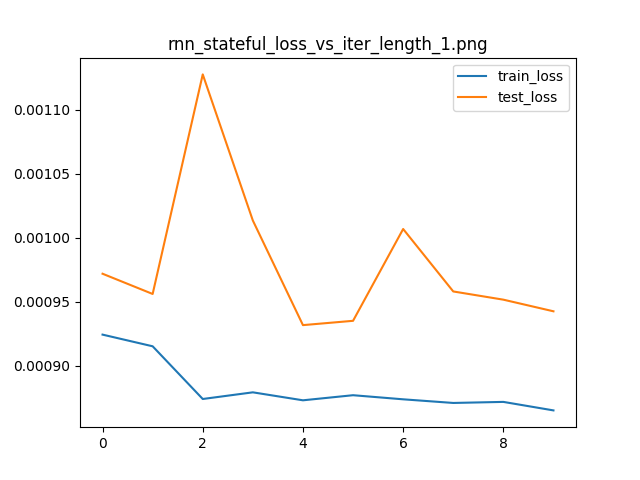 rnn_stateful_loss_vs_iter_length_1.png
train_loss
test_loss
0.00110
0.00105
0.00100
0.00095
0.00090
0 2 4 6 8